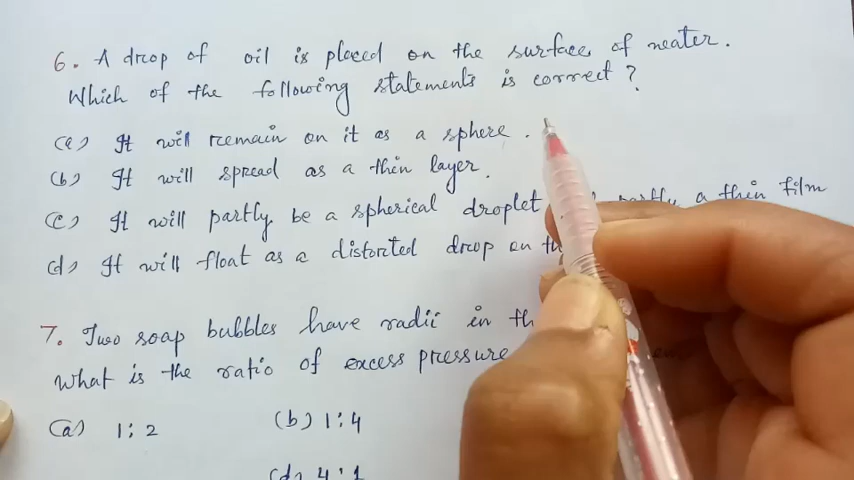 6. A drop of oil is placed on the surface of water.
Which of the following statements is correct?
(a) It will remain on it as a sphere.
(b) It will spread as a thin layer.
(c) It will partly be a spherical droplet partly a thin film
(d) It will float as a distorted drop on
7. Two soap bubbles have radii in
What is the ratio of excess pressure
(a) 1:2 (b) 1:4
(d) 4:1